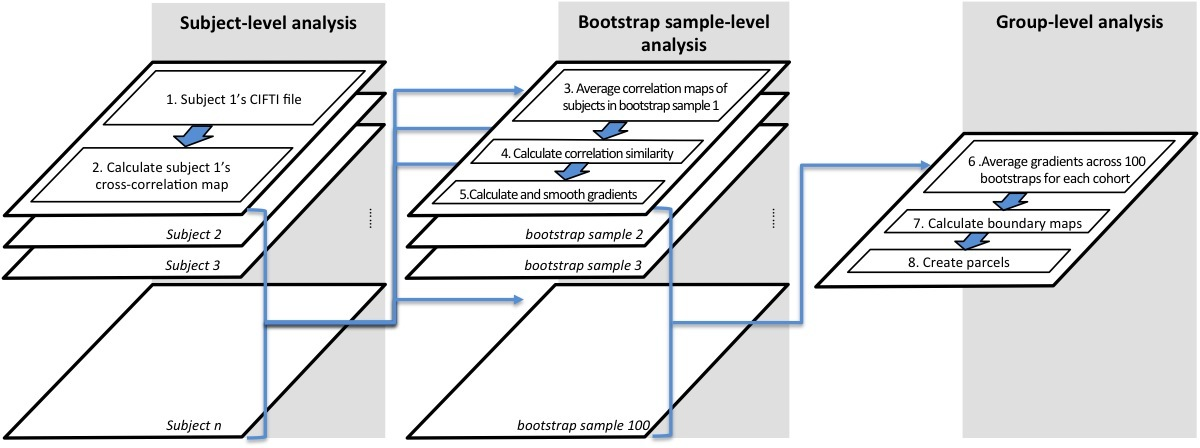 Subject-level analysis
1. Subject 1's CIFTI file
2. Calculate subject 1's
cross-correlation map
Subject 2
Subject 3
Subject n
Bootstrap sample-level
analysis
3. Average correlation maps of
subjects in bootstrap sample 1
4. Calculate correlation similarity
5.Calculate and smooth gradients
bootstrap sample 2
bootstrap sample 3
bootstrap sample 100
Group-level analysis
6 .Average gradients across 100
bootstraps for each cohort
7. Calculate boundary maps
8. Create parcels